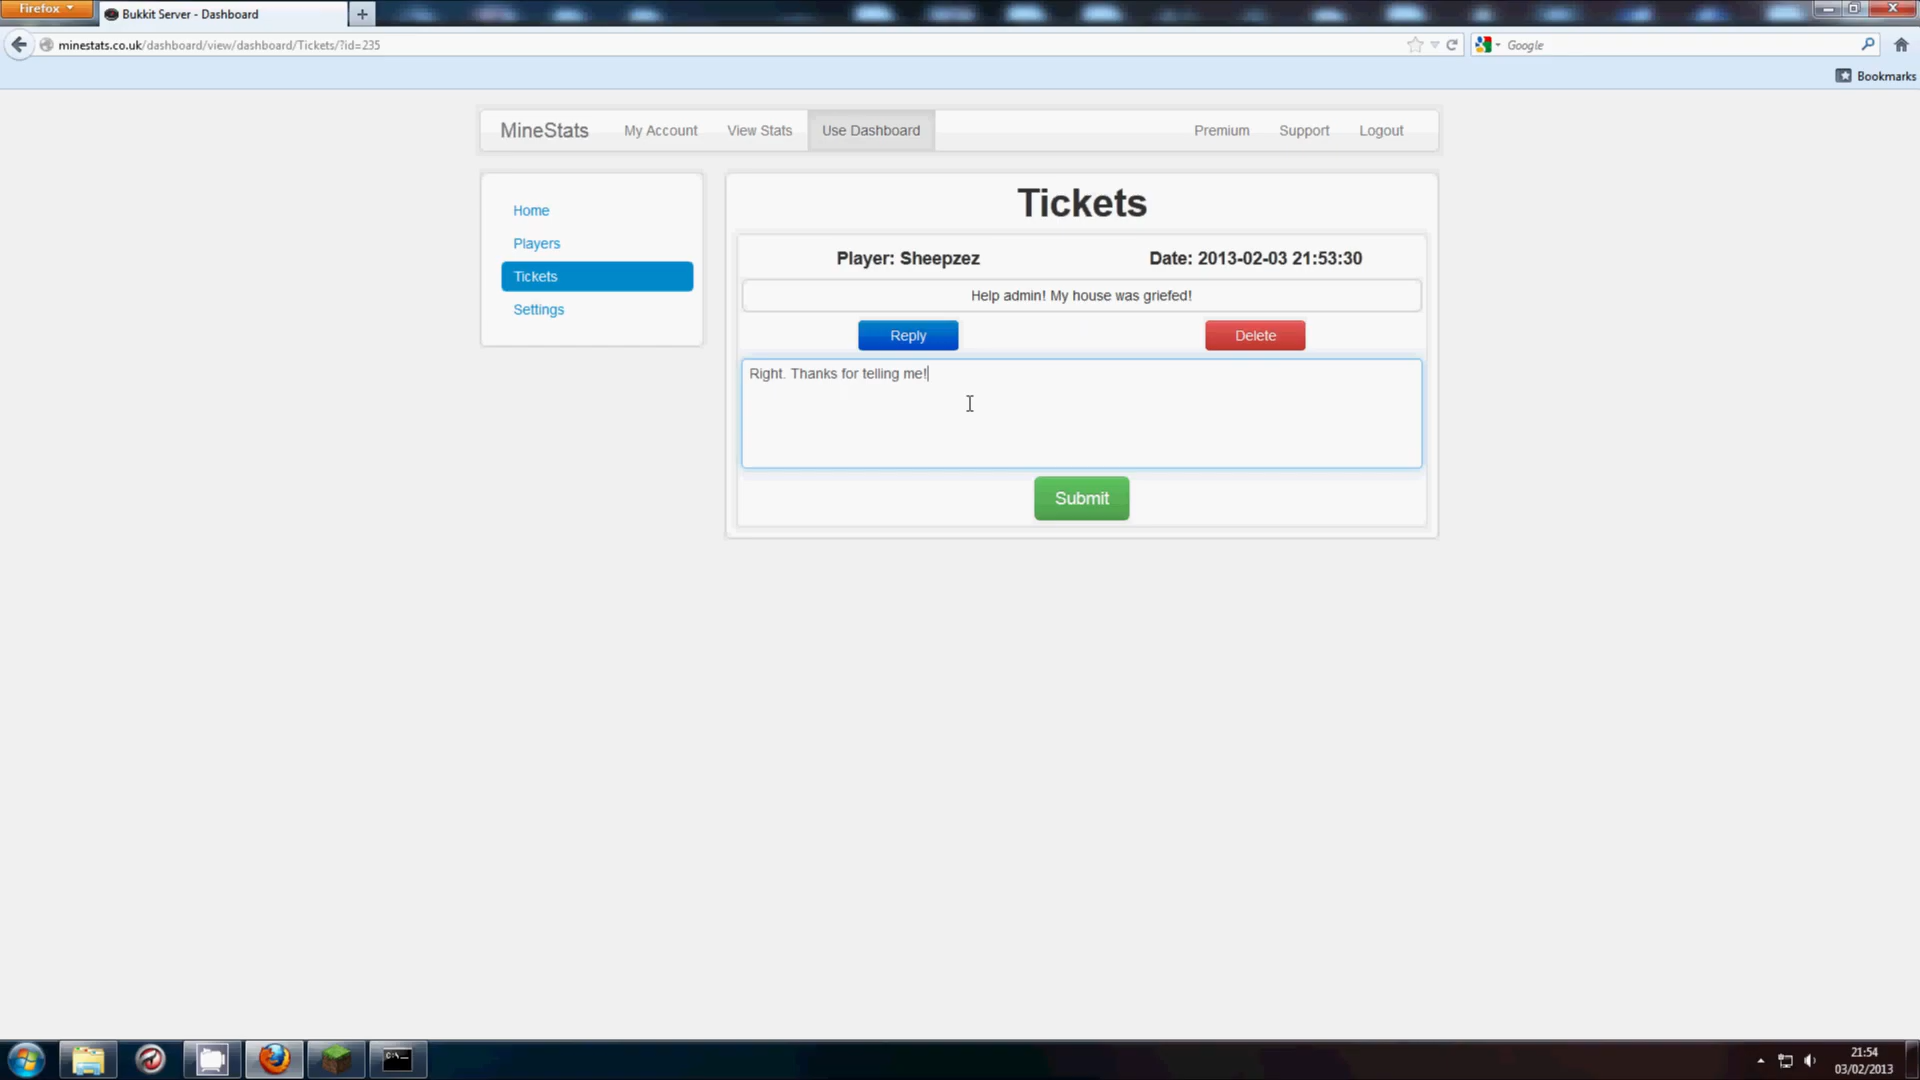 Firefox
Bukkit Server - Dashboard
minestats.co.uk/dashboard/view/dashboard/Tickets/?id=235
Google
Bookmarks
MineStats
My Account
View Stats
Use Dashboard
Premium
Support
Logout
Home
Players
Tickets
Settings
Tickets
Player: Sheepzez
Date: 2013-02-03 21:53:30
Help admin! My house was griefed!
Reply
Delete
Right. Thanks for telling me!
Submit
C:\.
21:54
03/02/2013